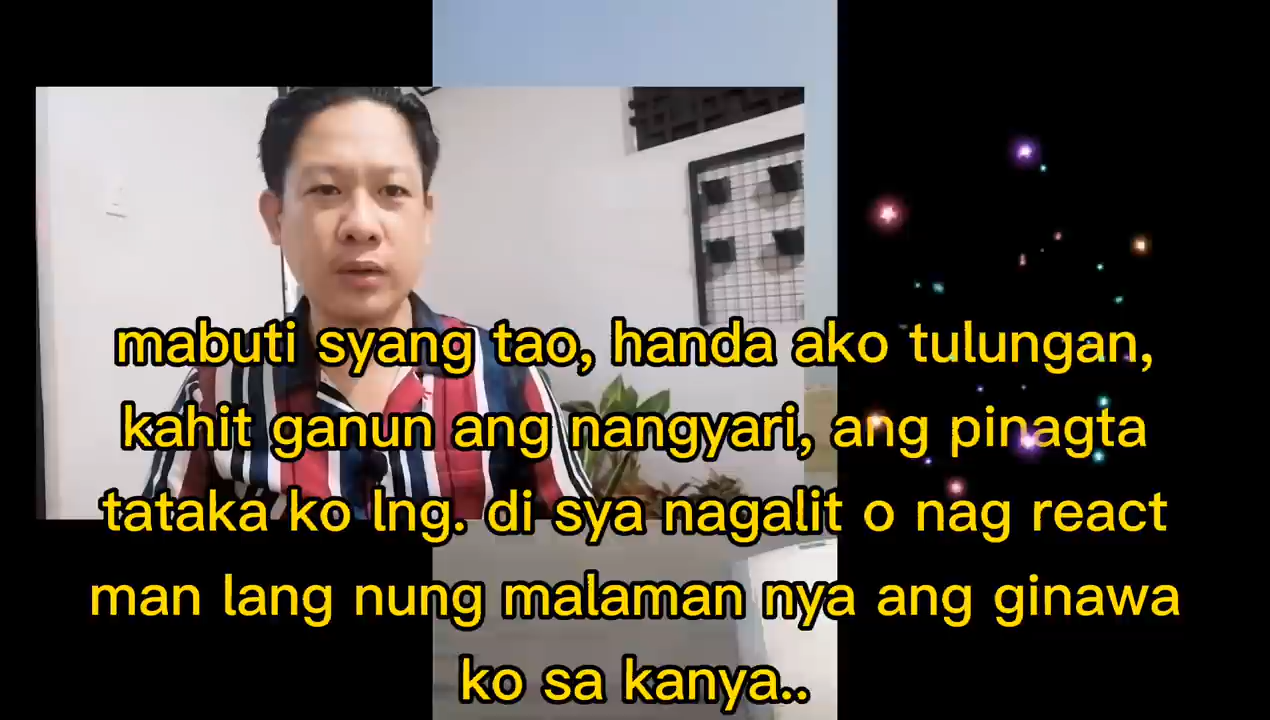 mabuti syang tao, handa ako tulungan,
kahit ganun ang nangyari, ang pinagta
tataka ko lng. di sya nagalit o nag react
man lang nung malaman nya ang ginawa
ko sa kanya..